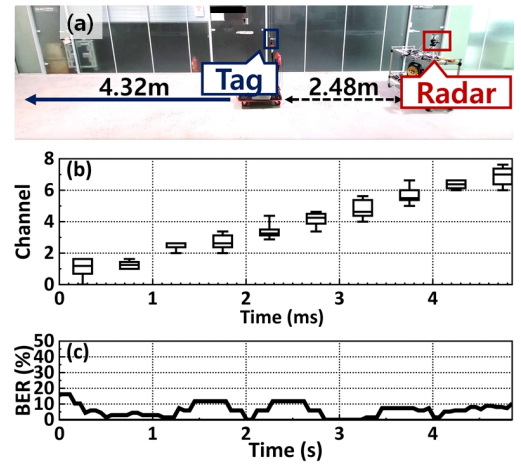 (a)
Tag
Radar
4.32m
2.48m
(b)
Channel
8
6
4
2
0
0 1 2 3 4
Time (ms)
(c)
BER (%)
50
40
30
20
10
0
0 1 2 3 4
Time (s)